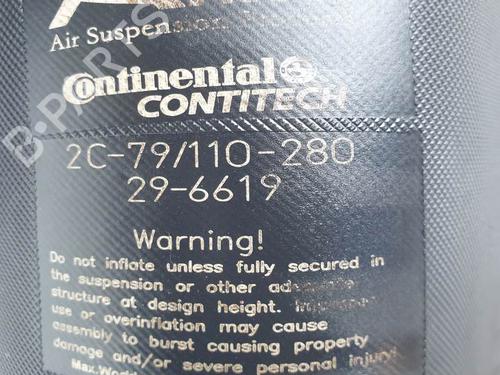 Air Suspension
Continental
CONTITECH
2C-79/110-280
29-6619
Warning!
Do not inflate unless fully secured in
the suspension or other
structure at design height.
use or overinflation may cause
assembly to burst causing property
damage and/or severe personal injury!
B-PARTS